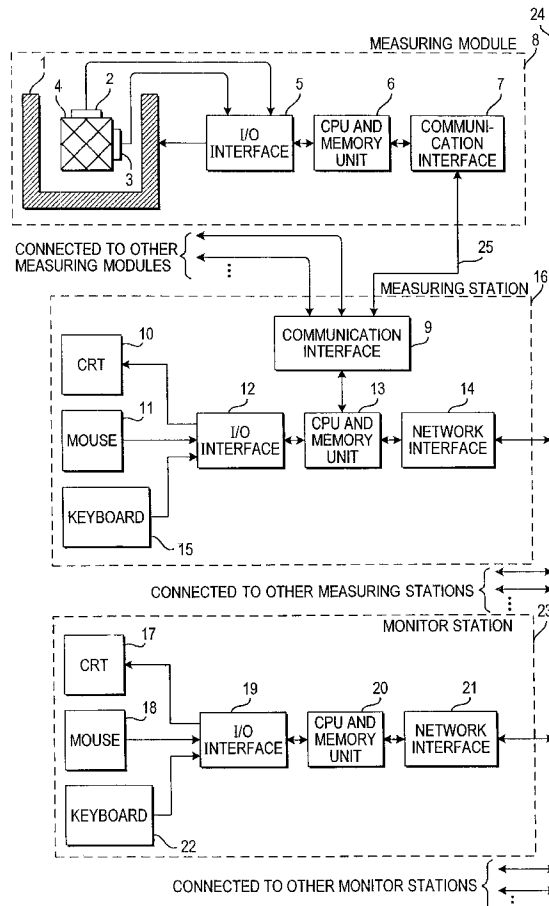 24
MEASURING MODULE
8
1
4
2
3
5
6
7
I/O
INTERFACE
CPU AND
MEMORY
UNIT
COMMUNI-
CATION
INTERFACE
CONNECTED TO OTHER
MEASURING MODULES
25
MEASURING STATION
16
COMMUNICATION
INTERFACE
9
10
CRT
11
MOUSE
12
I/O
INTERFACE
13
CPU AND
MEMORY
UNIT
14
NETWORK
INTERFACE
KEYBOARD
15
CONNECTED TO OTHER MEASURING STATIONS
MONITOR STATION
23
17
CRT
18
MOUSE
19
I/O
INTERFACE
20
CPU AND
MEMORY
UNIT
21
NETWORK
INTERFACE
KEYBOARD
22
CONNECTED TO OTHER MONITOR STATIONS